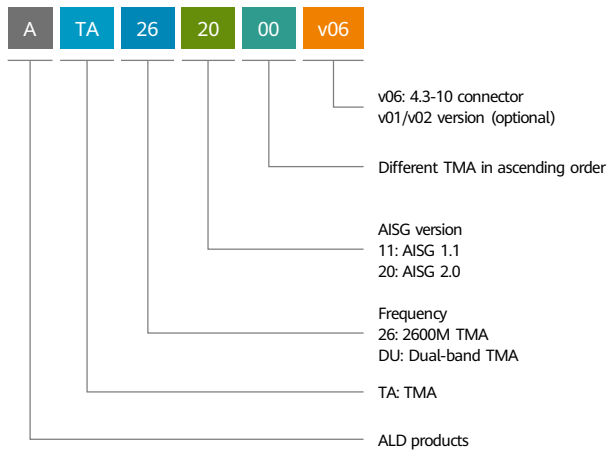 A TA 26 20 00 v06
v06: 4.3-10 connector
v01/v02 version (optional)
Different TMA in ascending order
AISG version
11: AISG 1.1
20: AISG 2.0
Frequency
26: 2600M TMA
DU: Dual-band TMA
TA: TMA
ALD products